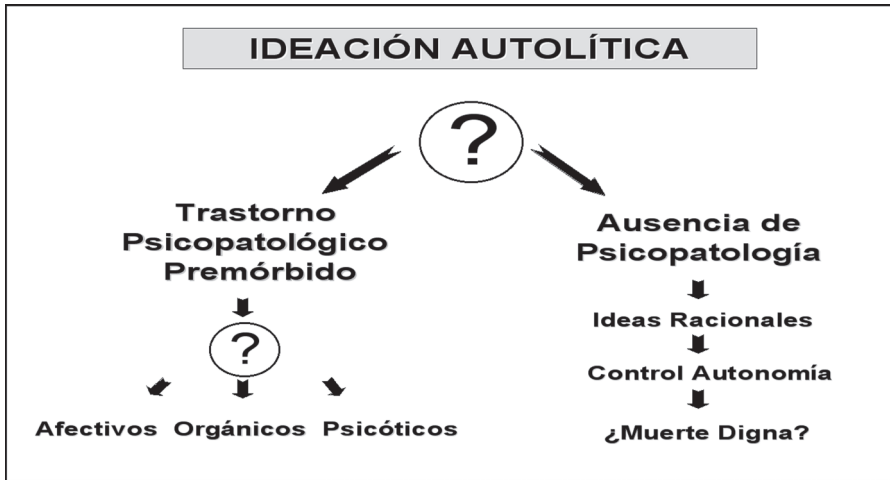 IDEACIÓN AUTOLÍTICA
?
Trastorno
Psicopatológico
Premórbido
?
Afectivos Orgánicos Psicóticos
Ausencia de
Psicopatología
Ideas Racionales
Control Autonomía
¿Muerte Digna?